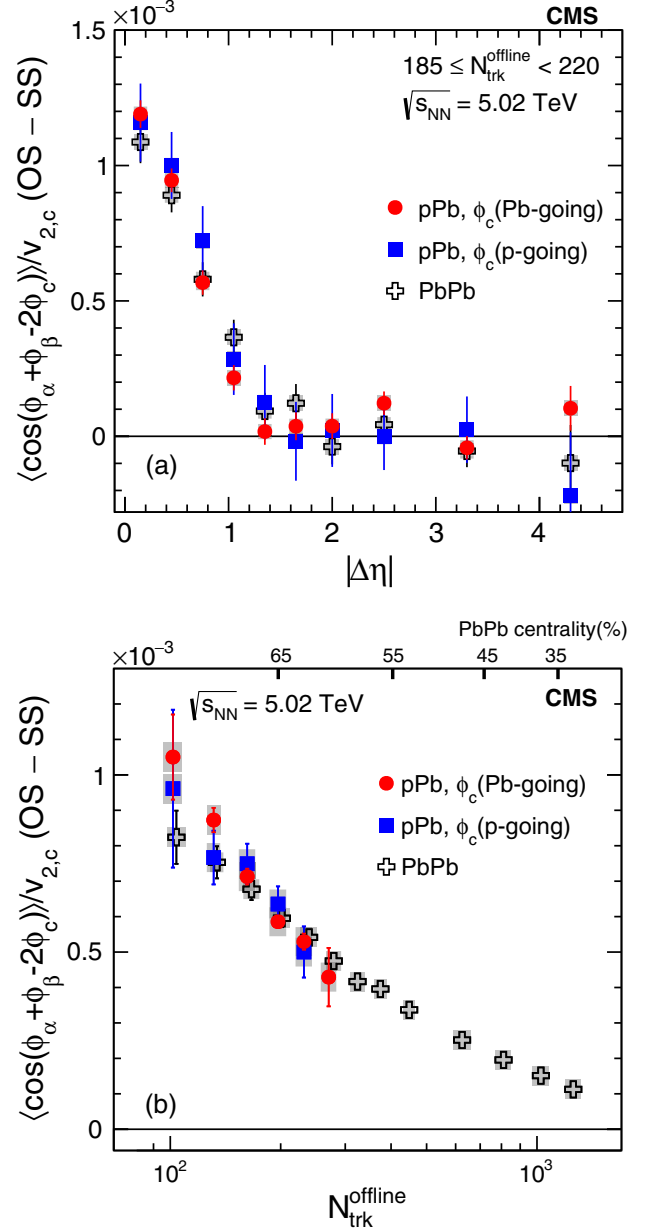 ×10⁻³
CMS
1.5
1
0.5
0
185 ≤ N_trk^offline < 220
√s_NN = 5.02 TeV
pPb, ϕ_c(Pb-going)
pPb, ϕ_c(p-going)
PbPb
(a)
0 1 2 3 4
|Δη|
⟨cos(ϕ_α+ϕ_β-2ϕ_c)⟩/v_2,c (OS − SS)
PbPb centrality(%)
×10⁻³
65 55 45 35
√s_NN = 5.02 TeV
CMS
1
0.5
0
pPb, ϕ_c(Pb-going)
pPb, ϕ_c(p-going)
PbPb
(b)
10² 10³
N_trk^offline
⟨cos(ϕ_α+ϕ_β-2ϕ_c)⟩/v_2,c (OS − SS)